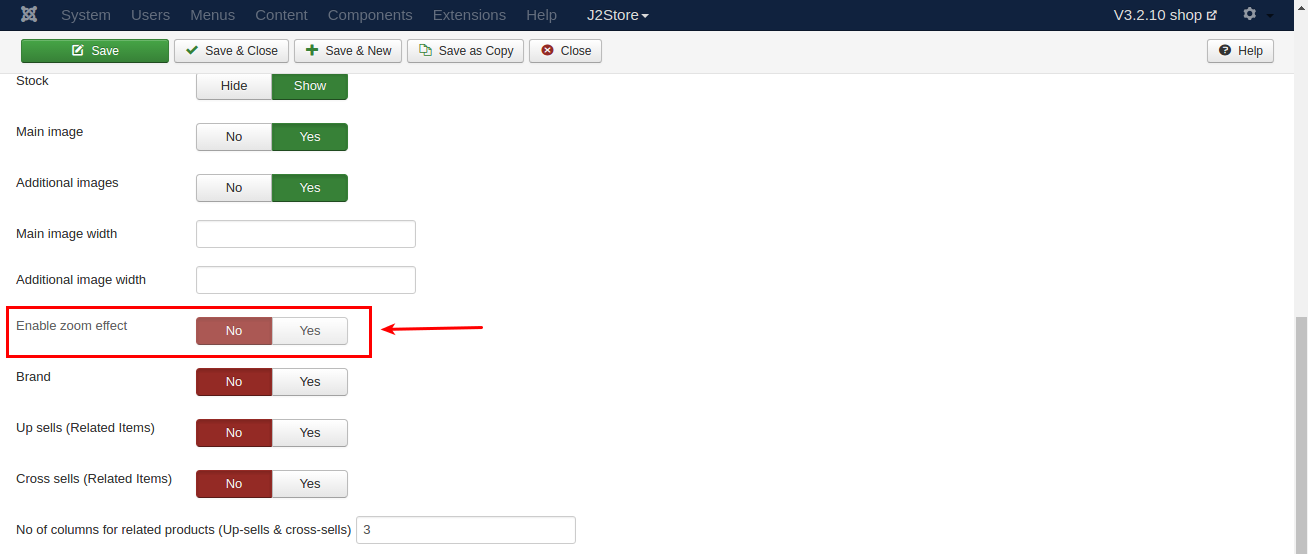 System Users Menus Content Components Extensions Help J2Store V3.2.10 shop
Save Save & Close Save & New Save as Copy Close Help
Stock Hide Show
Main image No Yes
Additional images No Yes
Main image width
Additional image width
Enable zoom effect No Yes
Brand No Yes
Up sells (Related Items) No Yes
Cross sells (Related Items) No Yes
No of columns for related products (Up-sells & cross-sells) 3